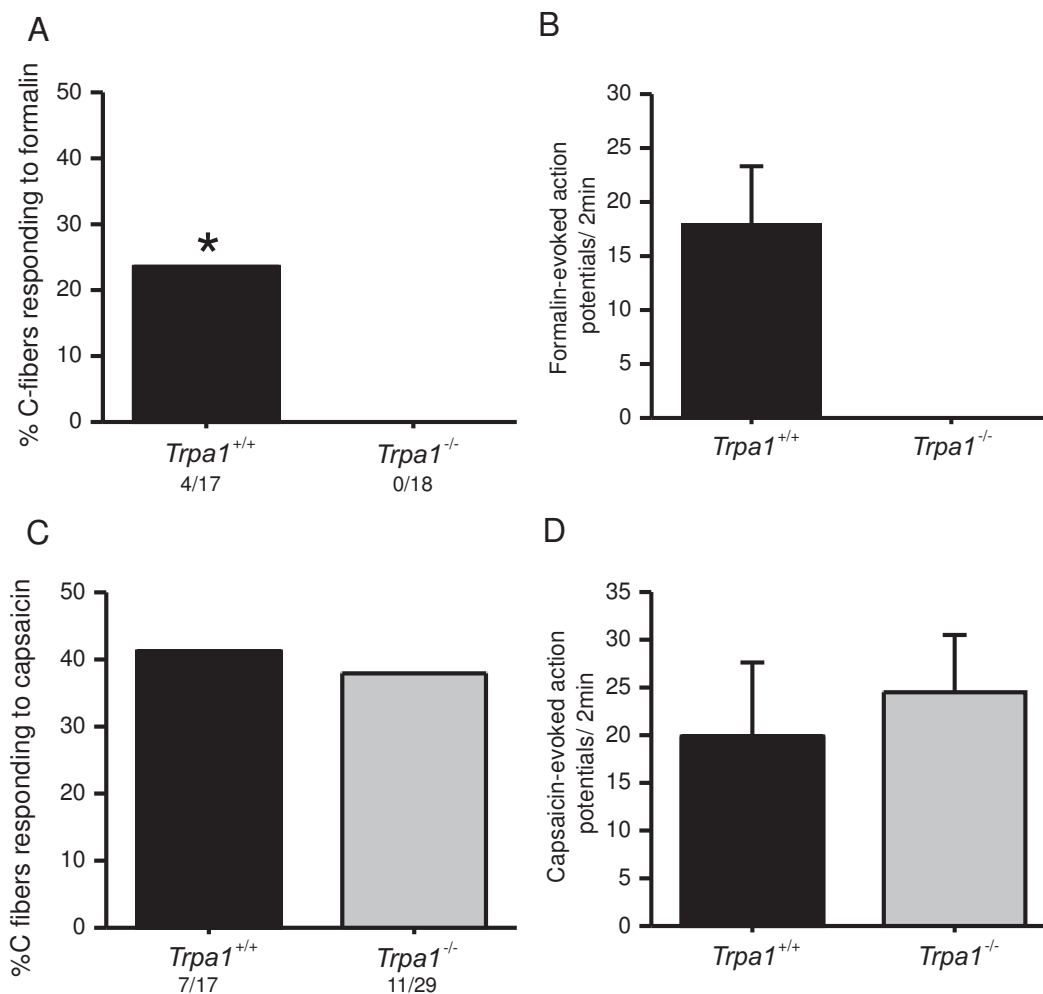 A
% C-fibers responding to formalin
50
40
30
20
10
0
*
Trpa1+/+
Trpa1-/-
4/17
0/18
B
Formalin-evoked action
potentials/ 2min
30
25
20
15
10
5
0
Trpa1+/+
Trpa1-/-
C
%C fibers responding to capsaicin
50
40
30
20
10
0
Trpa1+/+
Trpa1-/-
7/17
11/29
D
Capsaicin-evoked action
potentials/ 2min
35
30
25
20
15
10
5
0
Trpa1+/+
Trpa1-/-